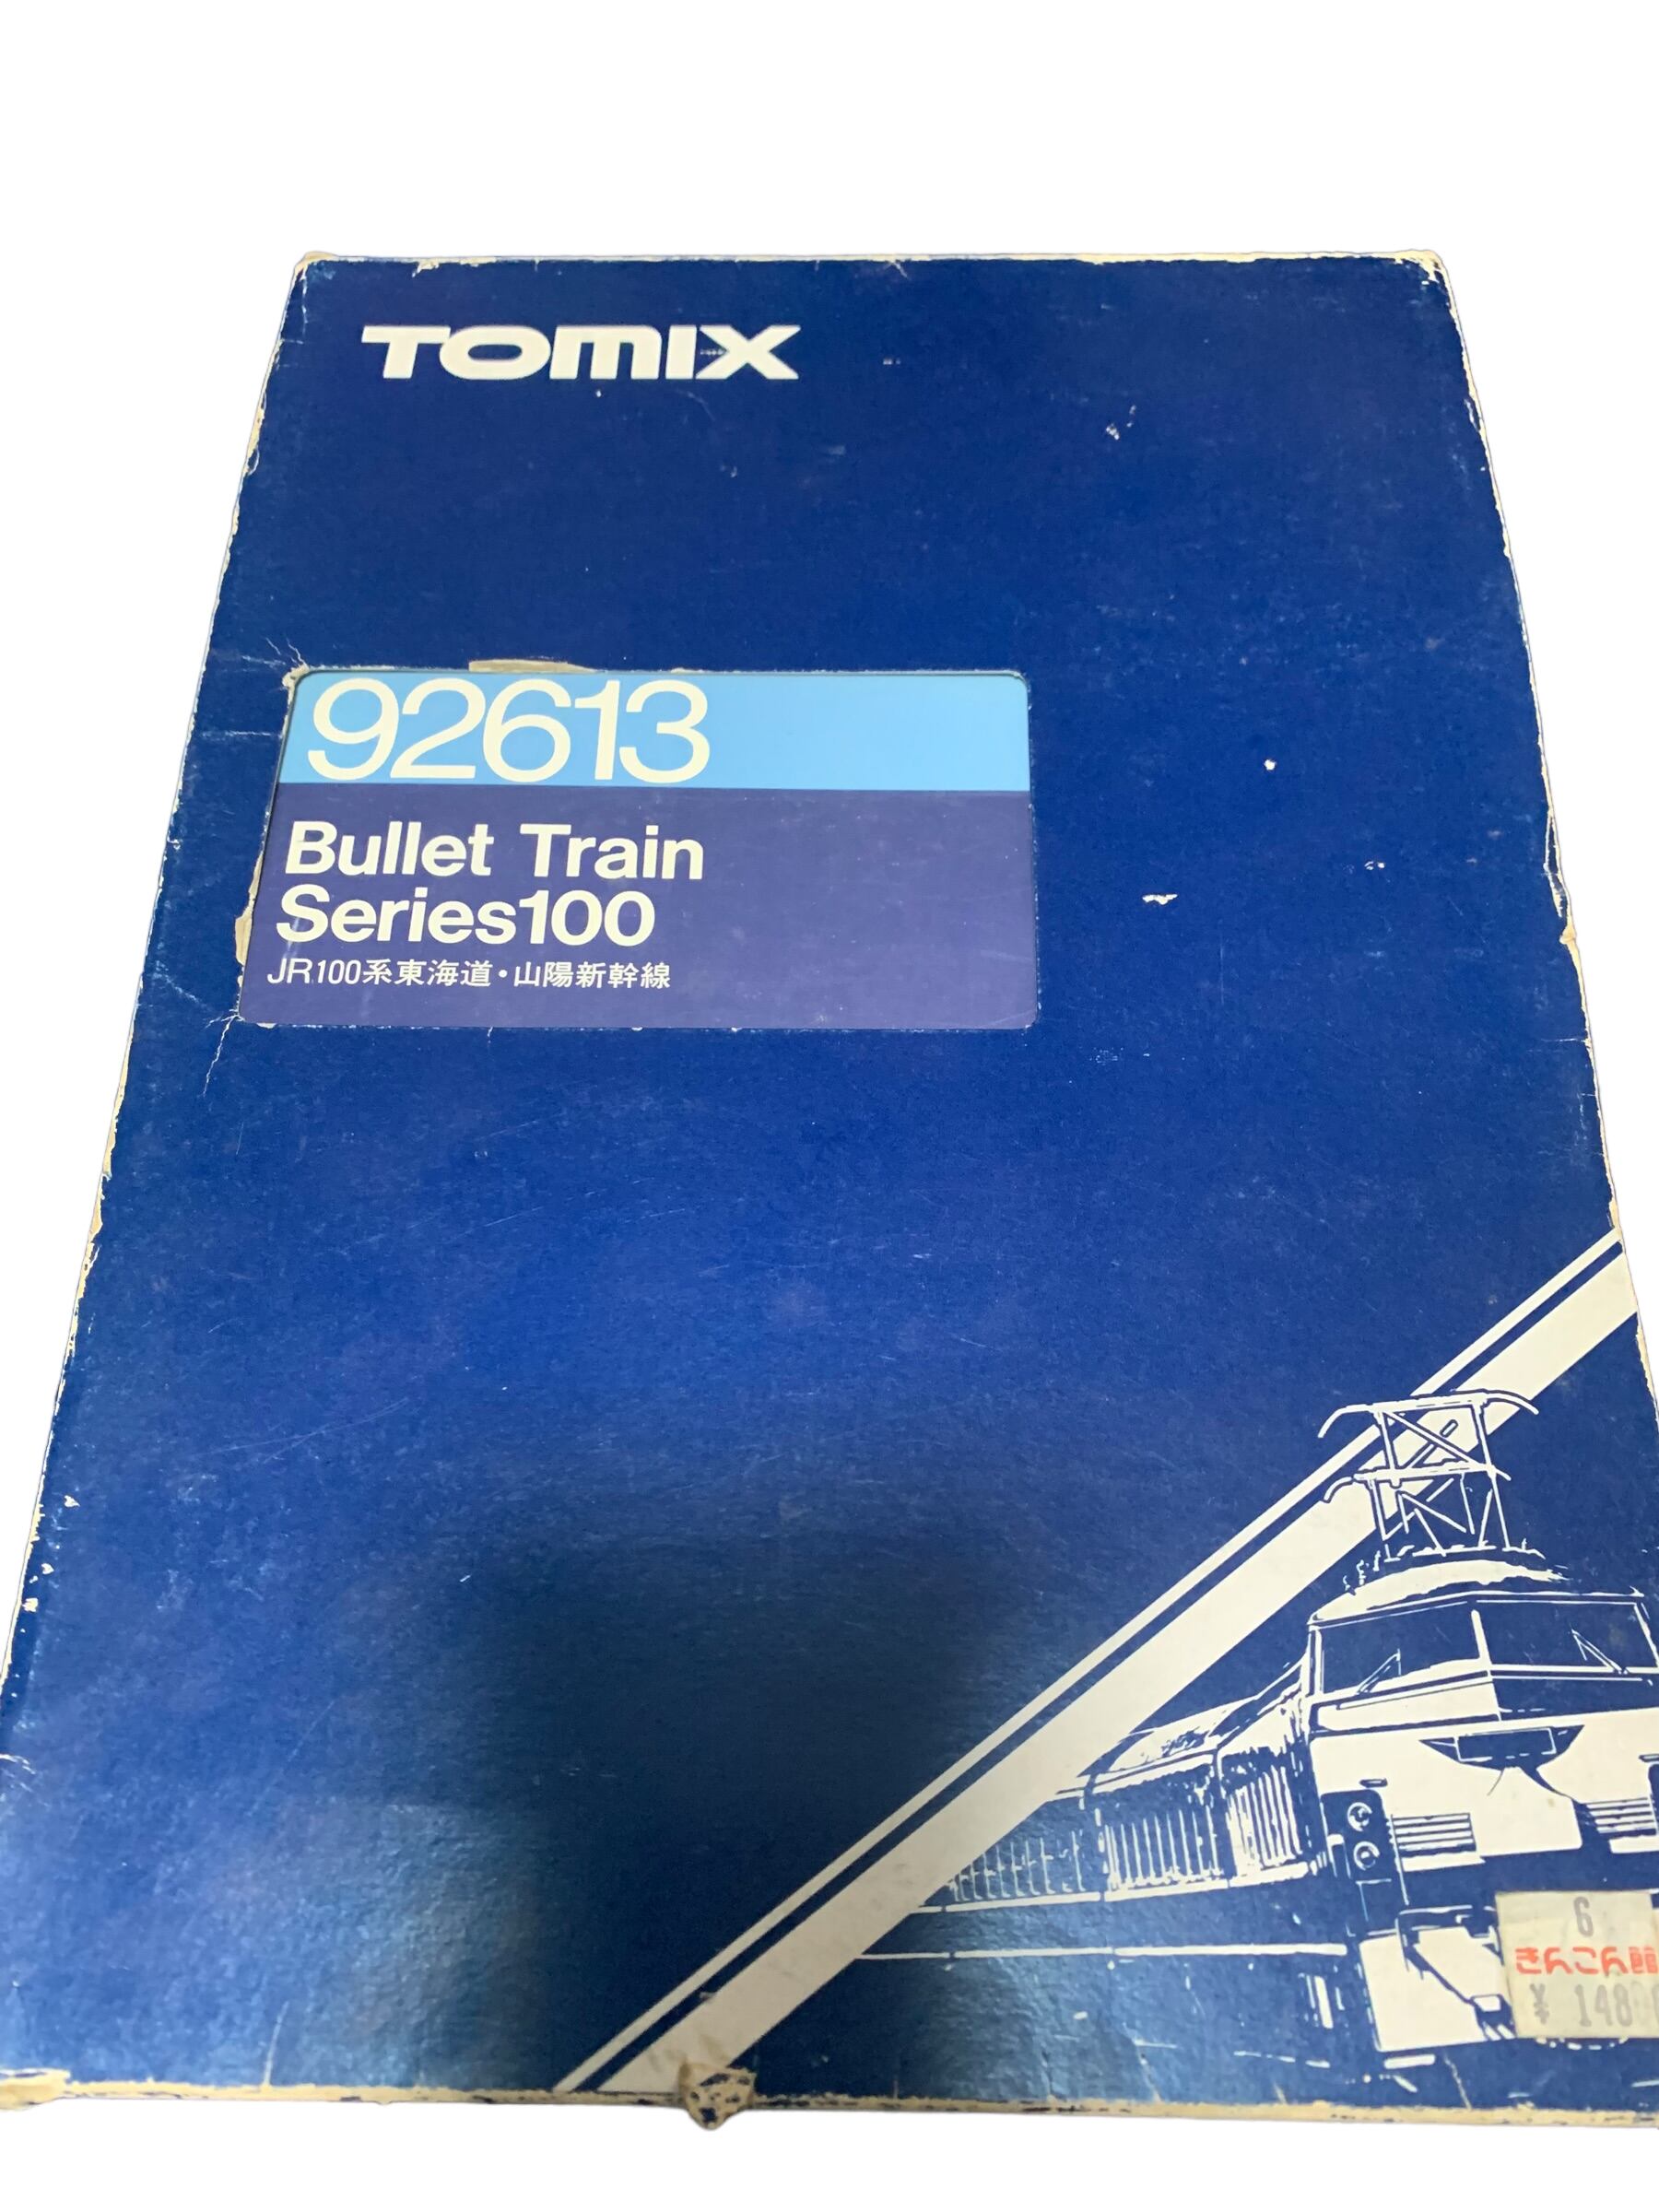 TOMIX
92613
Bullet Train
Series100
JR100系東海道・山陽新幹線
6
きんこん館
¥ 1480